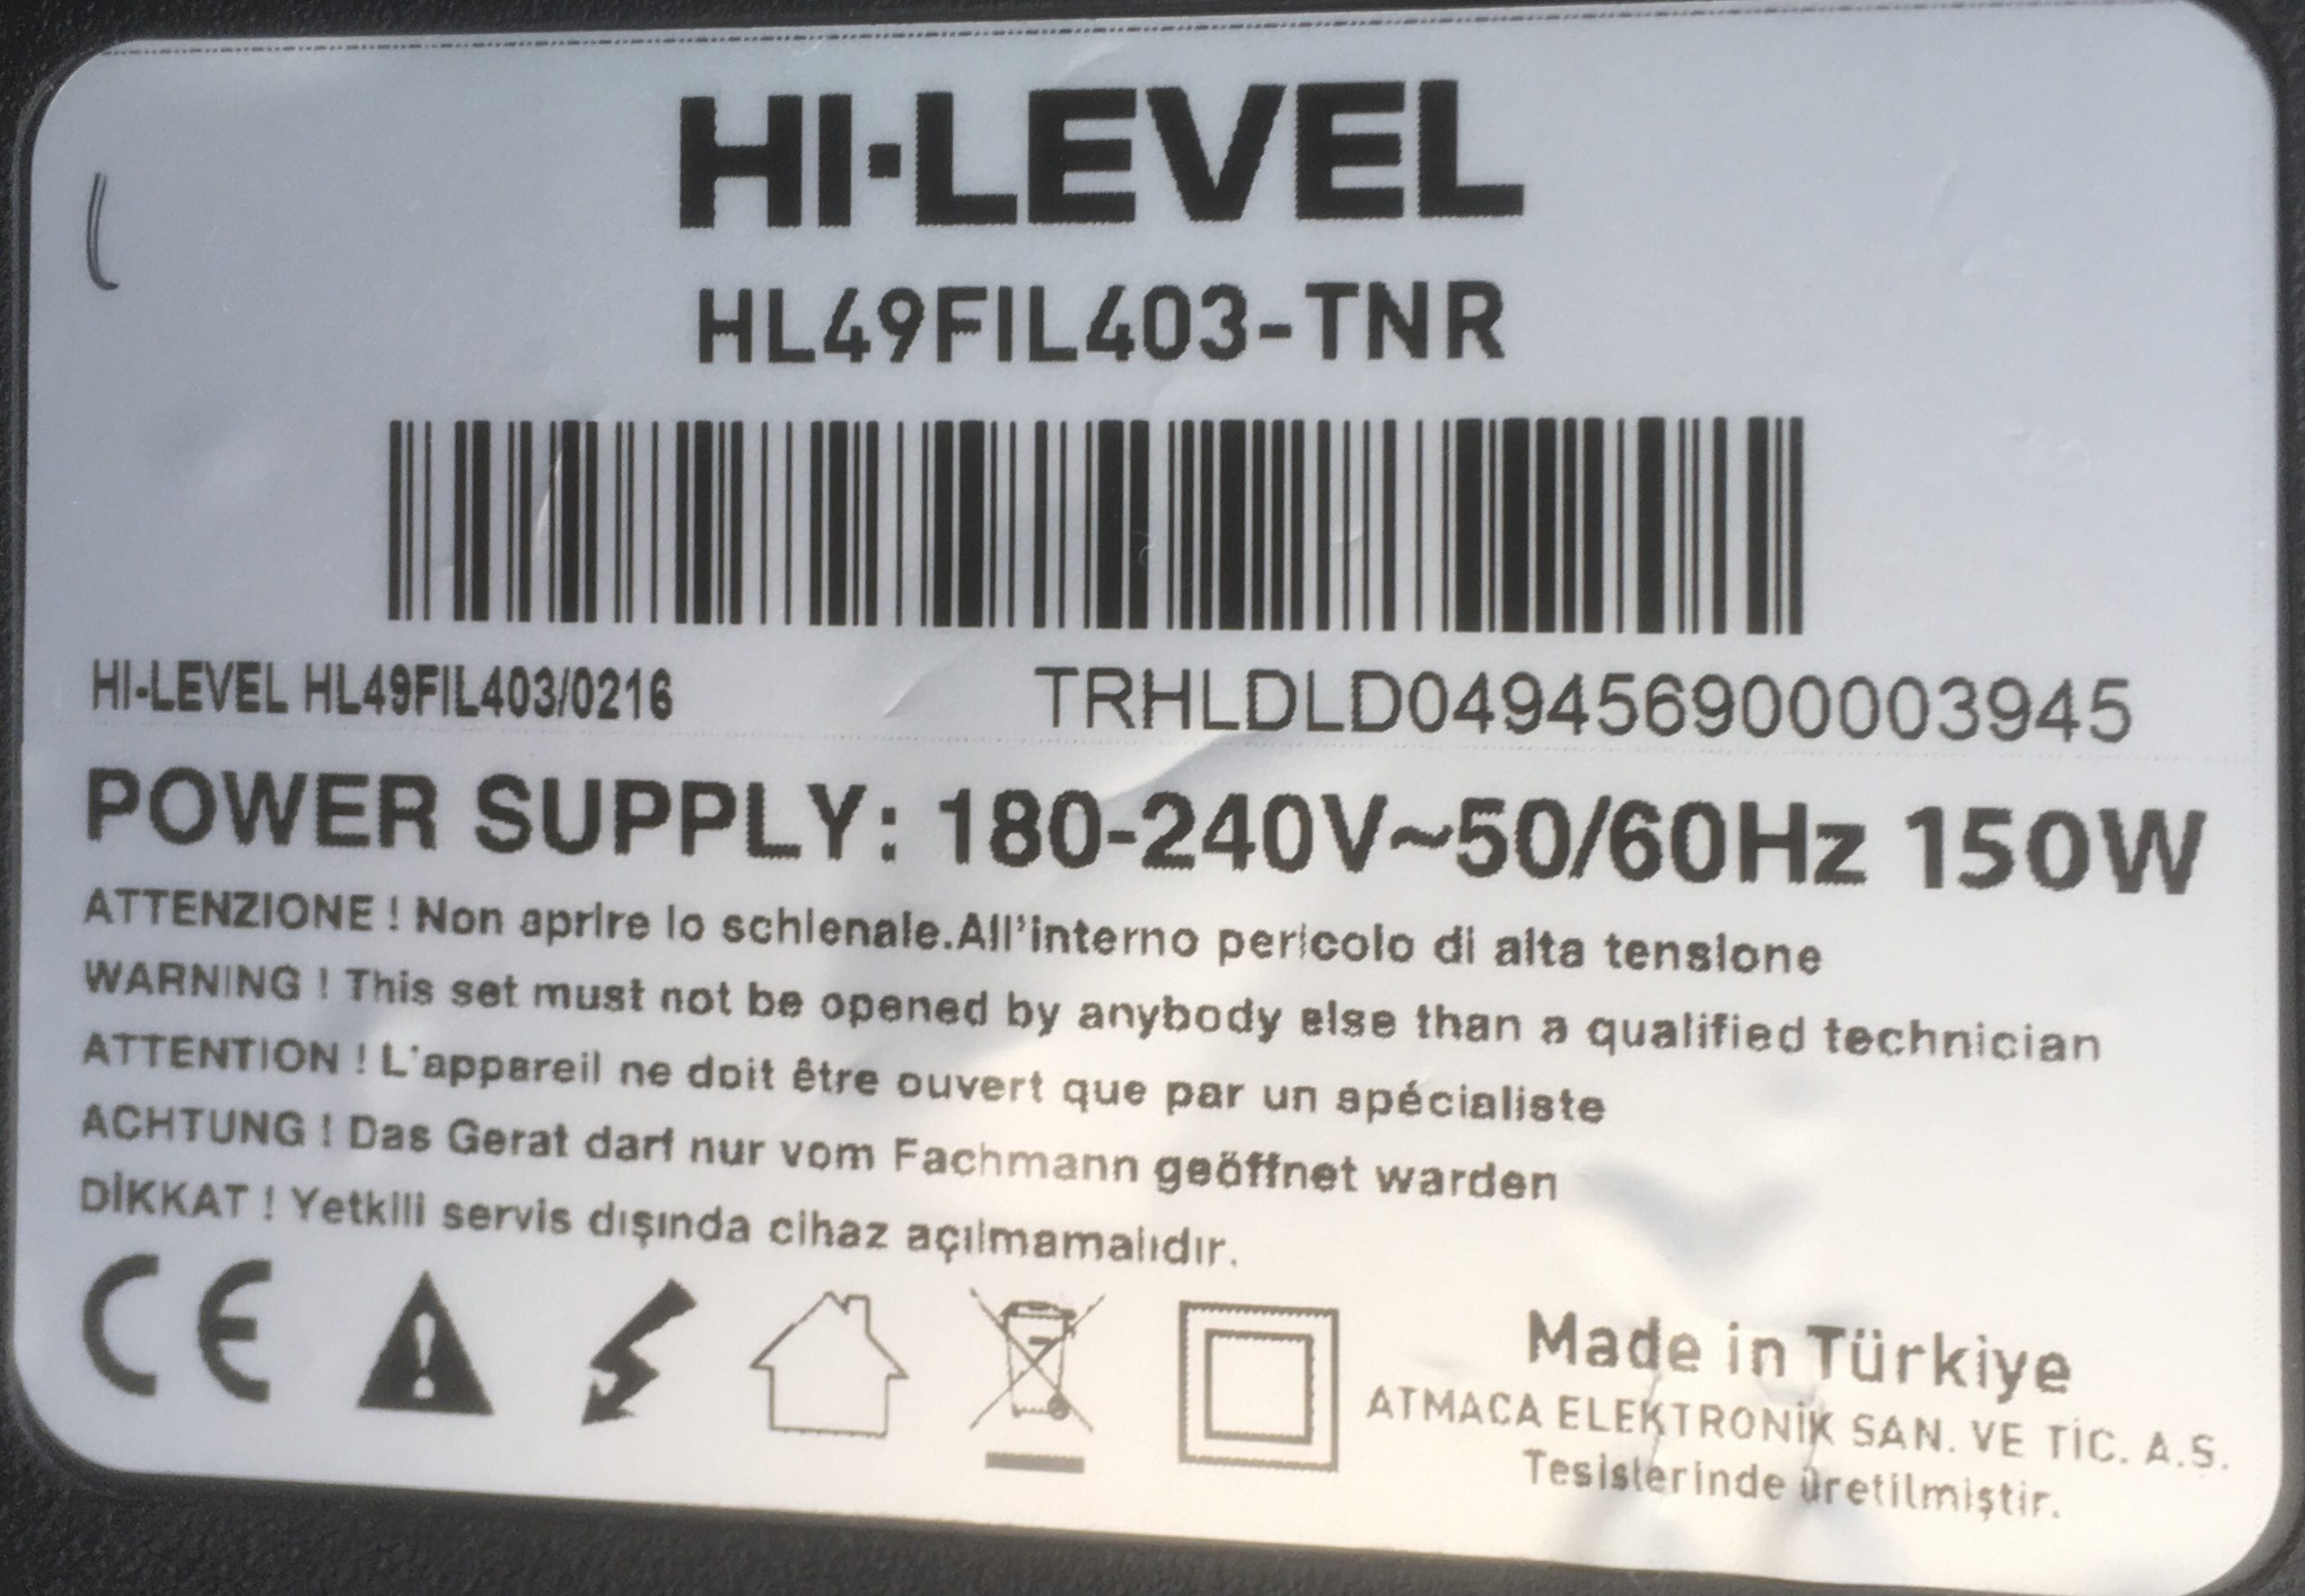 HI·LEVEL
HL49FIL403-TNR
HI-LEVEL HL49FIL403/0216
TRHLDLD049456900003945
POWER SUPPLY: 180-240V~50/60Hz 150W
ATTENZIONE ! Non aprire lo schienale.All'interno pericolo di alta tensione
WARNING ! This set must not be opened by anybody else than a qualified technician
ATTENTION ! L'appareil ne doit être ouvert que par un spécialiste
ACHTUNG ! Das Gerat darf nur vom Fachmann geöffnet warden
DİKKAT ! Yetkili servis dışında cihaz açılmamalıdır.
CE
Made in Türkiye
ATMACA ELEKTRONİK SAN. VE TİC. A.S.
Tesislerinde üretilmiştir.